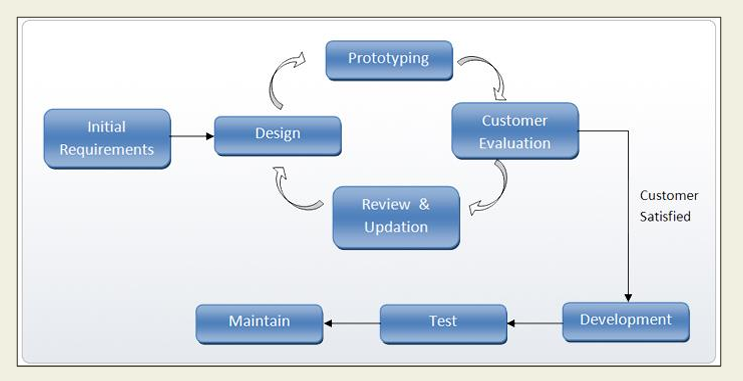 Prototyping
Initial
Requirements
Design
Customer
Evaluation
Review &
Updation
Customer
Satisfied
Maintain
Test
Development